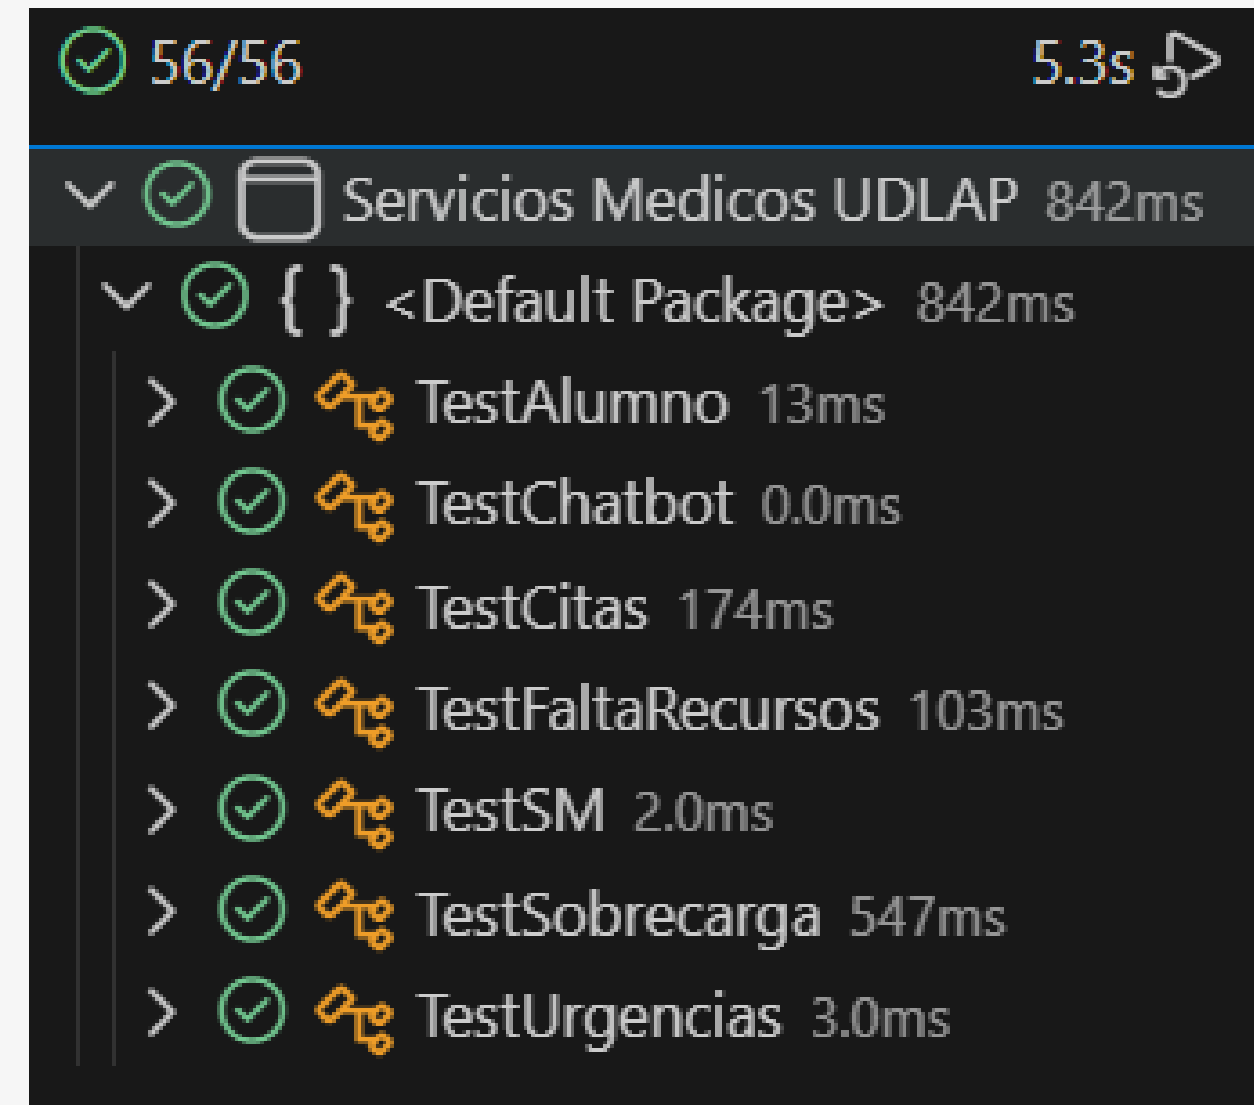 56/56 5.3s
Servicios Medicos UDLAP 842ms
{ } <Default Package> 842ms
TestAlumno 13ms
TestChatbot 0.0ms
TestCitas 174ms
TestFaltaRecursos 103ms
TestSM 2.0ms
TestSobrecarga 547ms
TestUrgencias 3.0ms